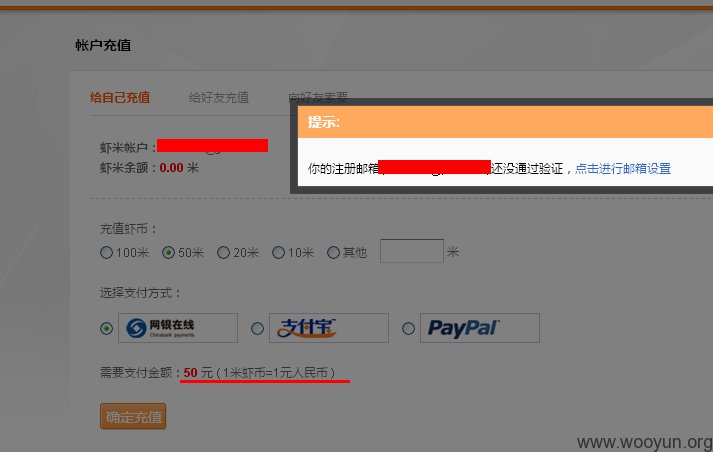 帐户充值
给自己充值 给好友充值 向好友索要
提示:
虾米帐户：
你的注册邮箱 还没通过验证，点击进行邮箱设置
虾米余额：0.00 米
充值虾币：
100米 50米 20米 10米 其他 米
选择支付方式：
网银在线 支付宝 PayPal
Chinabank payments
需要支付金额：50 元 ( 1米虾币=1元人民币 )
确定充值
www.wooyun.org